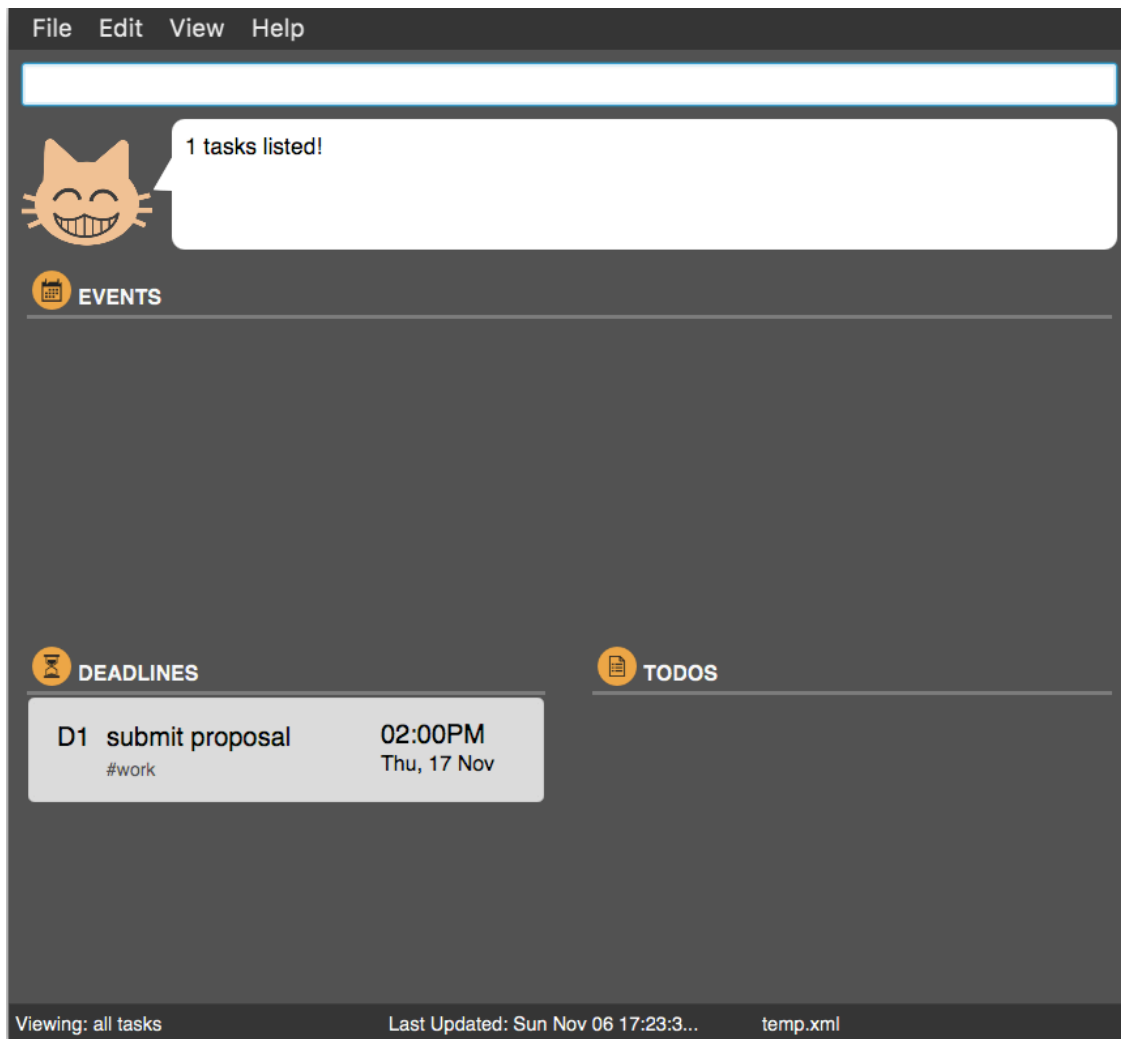 File Edit View Help
1 tasks listed!
EVENTS
DEADLINES
TODOS
D1 submit proposal 02:00PM
#work Thu, 17 Nov
Viewing: all tasks Last Updated: Sun Nov 06 17:23:3... temp.xml